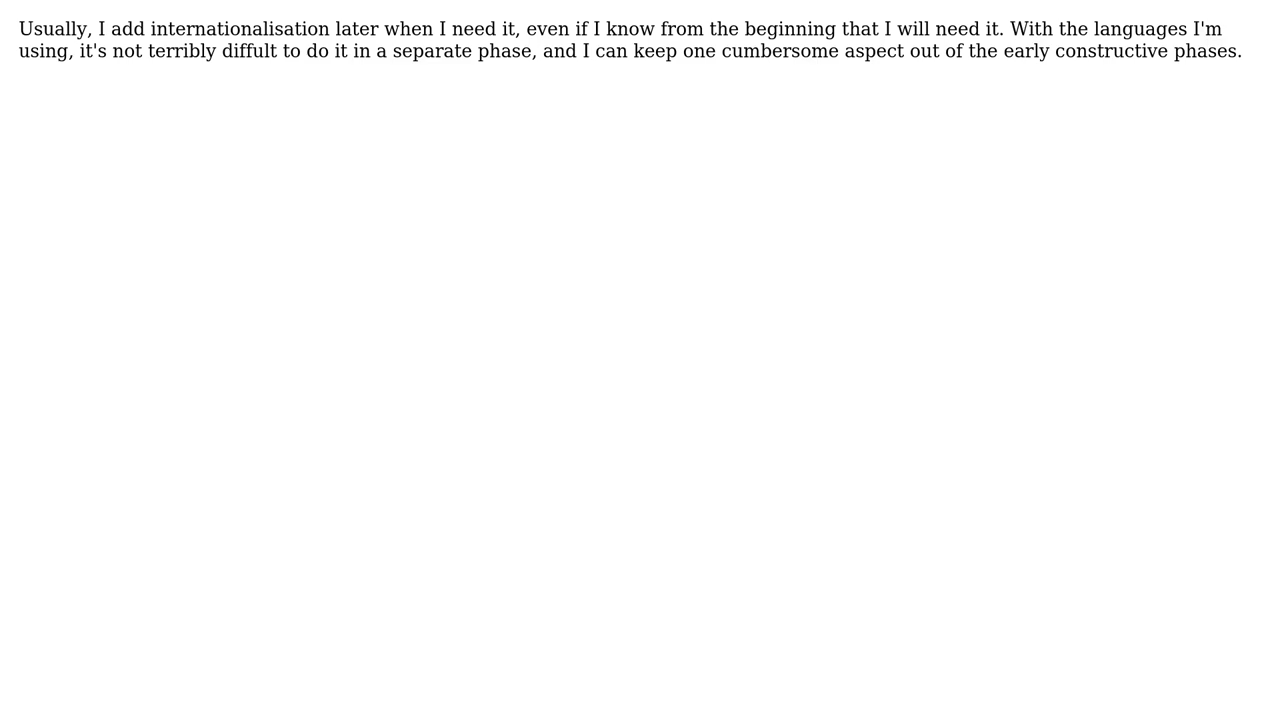 Usually, I add internationalisation later when I need it, even if I know from the beginning that I will need it. With the languages I'm
using, it's not terribly diffult to do it in a separate phase, and I can keep one cumbersome aspect out of the early constructive phases.